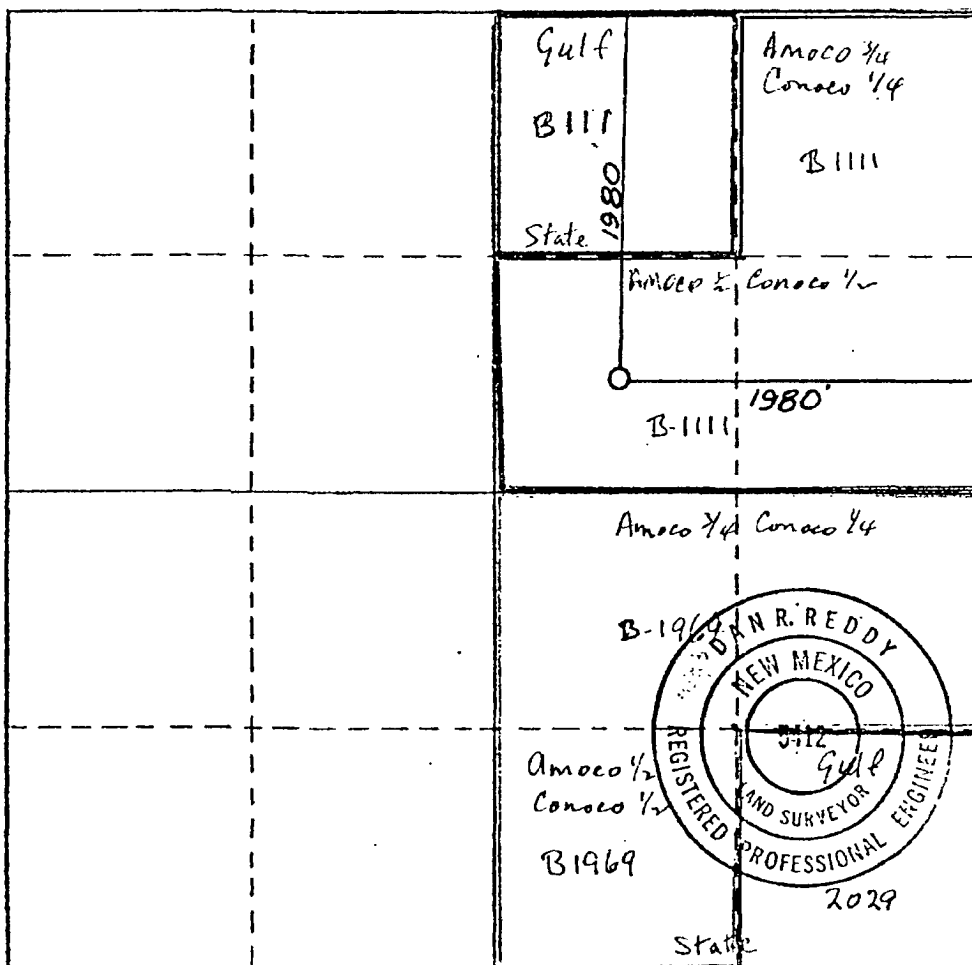 Gulf
B 111
1980
State
Amoco 3/4
Conoco 1/4
B 1111
Amoco 1/2 Conoco 1/2
1980'
B-1111
Amoco 3/4 Conoco 1/4
B-1969
DAN R. REDDY
NEW MEXICO
5412
LAND SURVEYOR
REGISTERED PROFESSIONAL ENGINEER
Gulf
Amoco 1/2
Conoco 1/2
B1969
2029
State